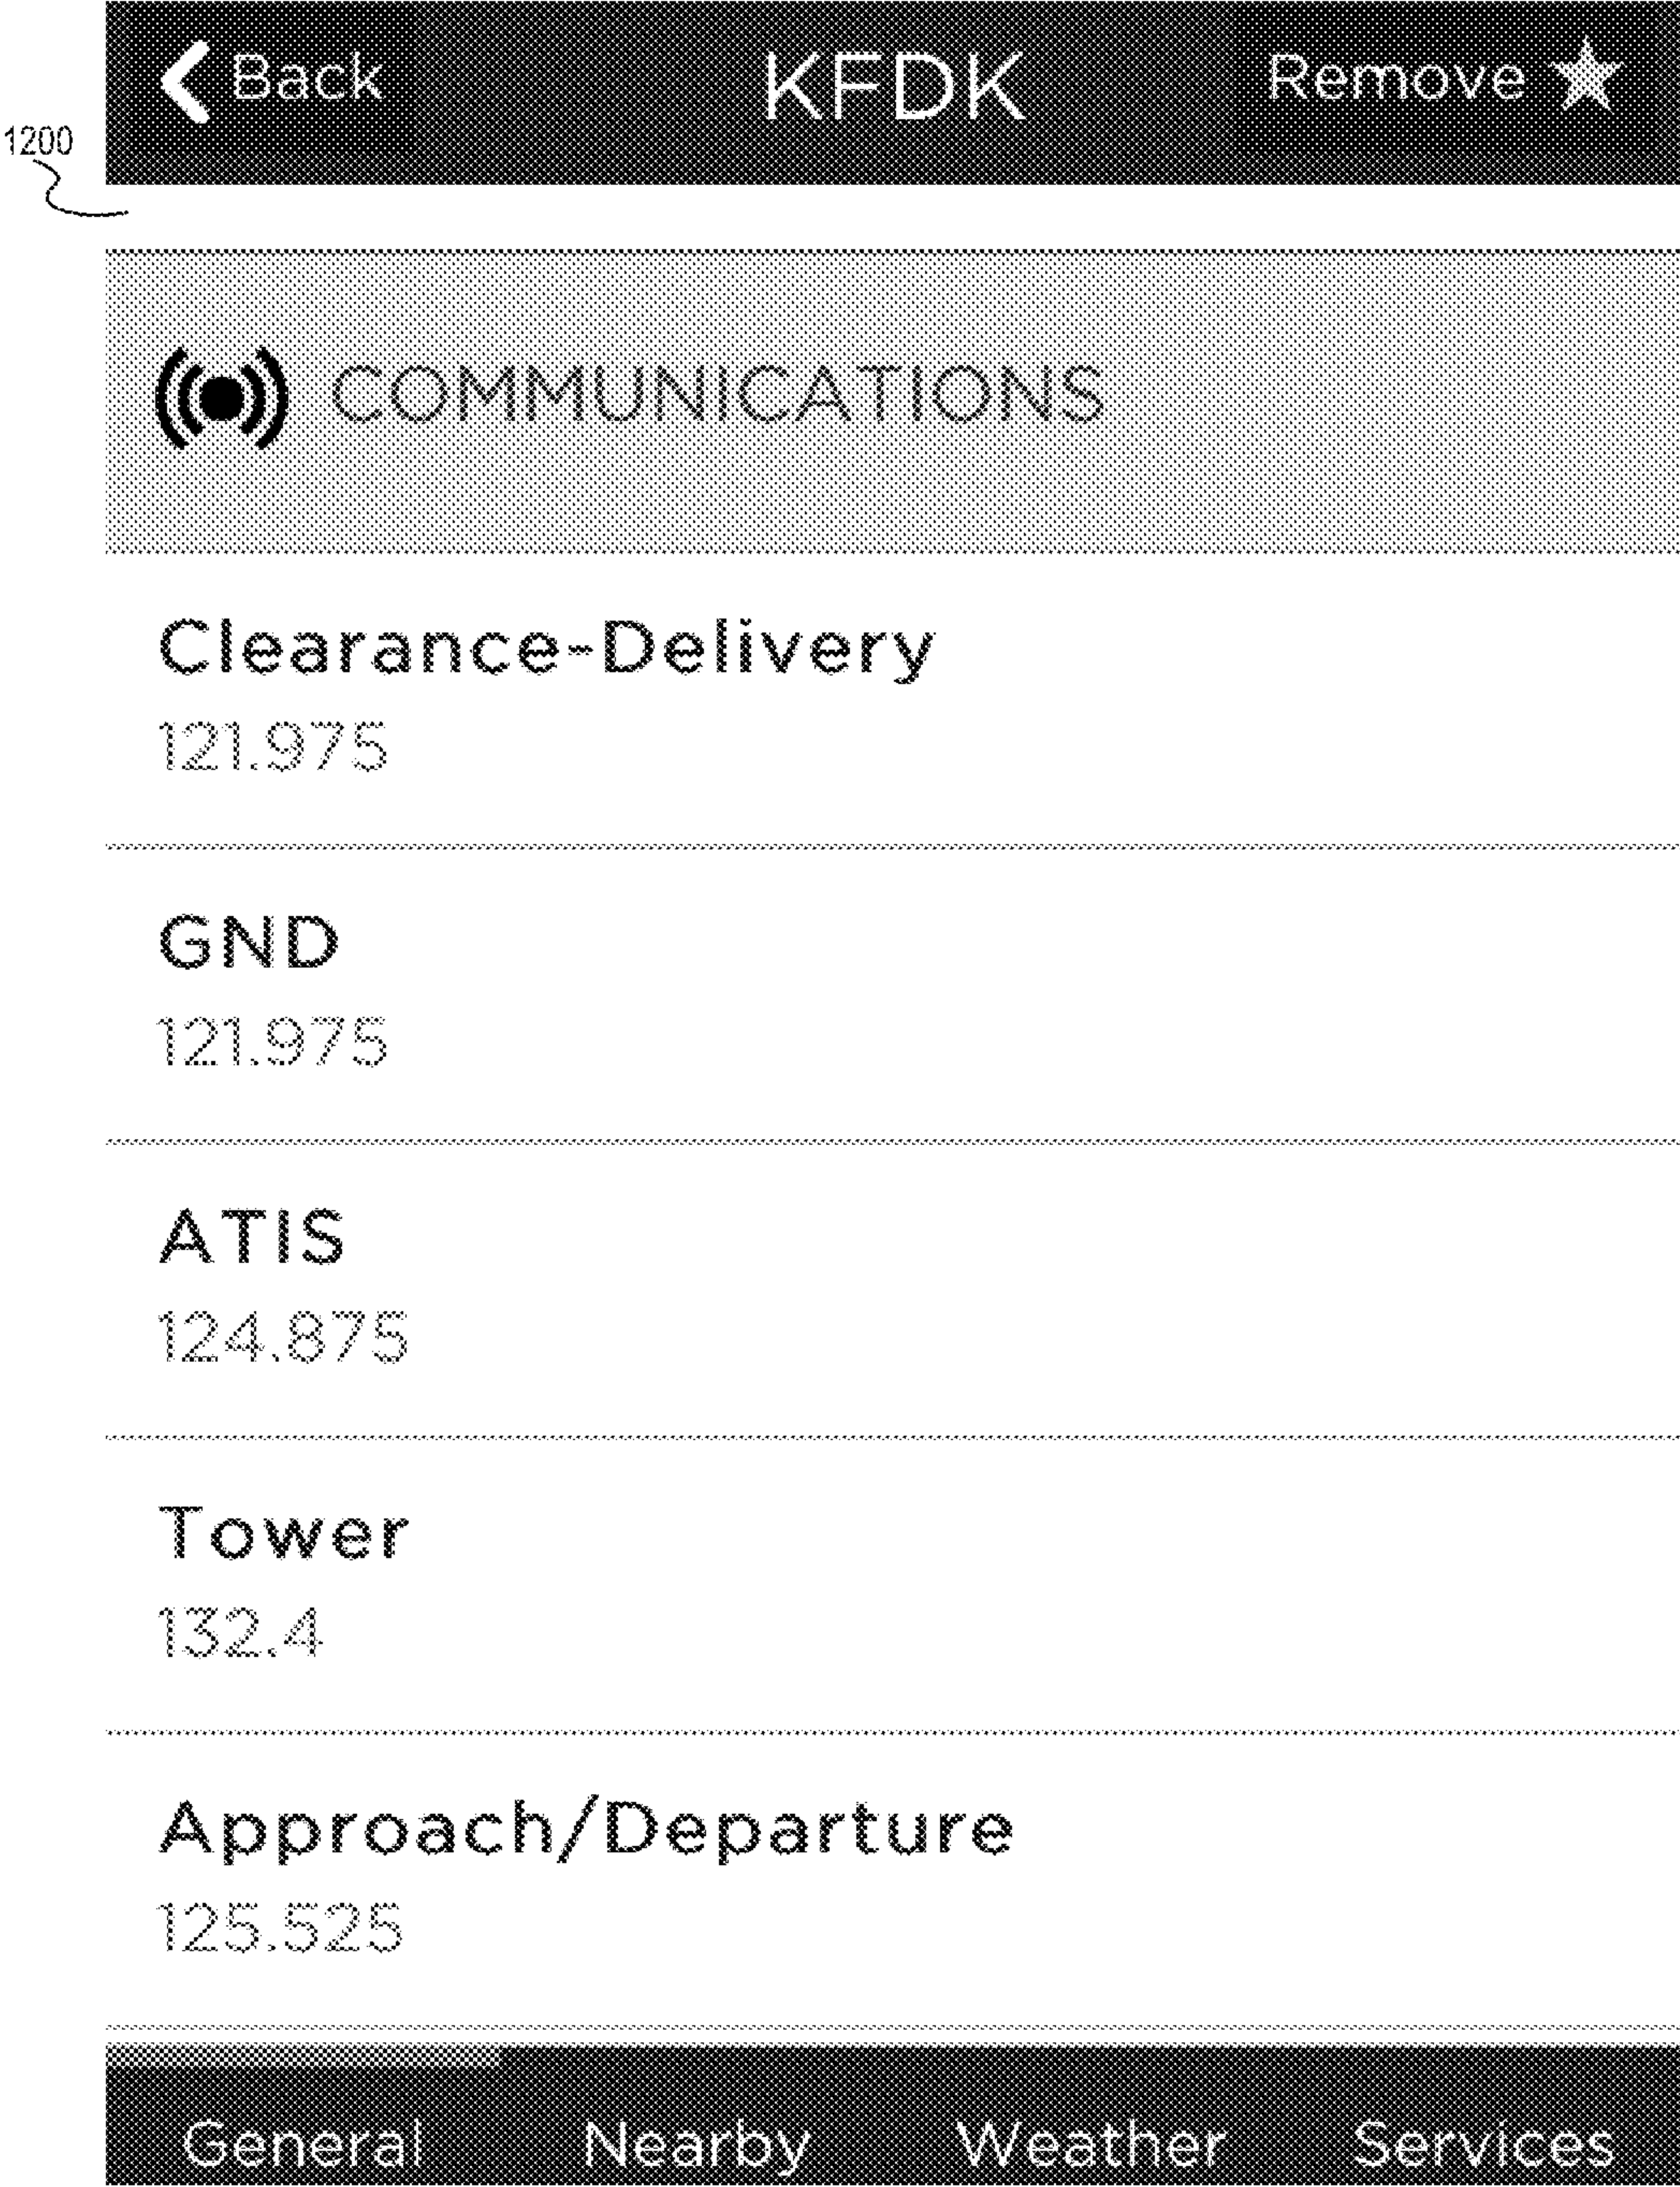 Back KFDK Remove
1200
COMMUNICATIONS
Clearance-Delivery
121.975
GND
121.975
ATIS
124.875
Tower
132.4
Approach/Departure
125.525
General Nearby Weather Services